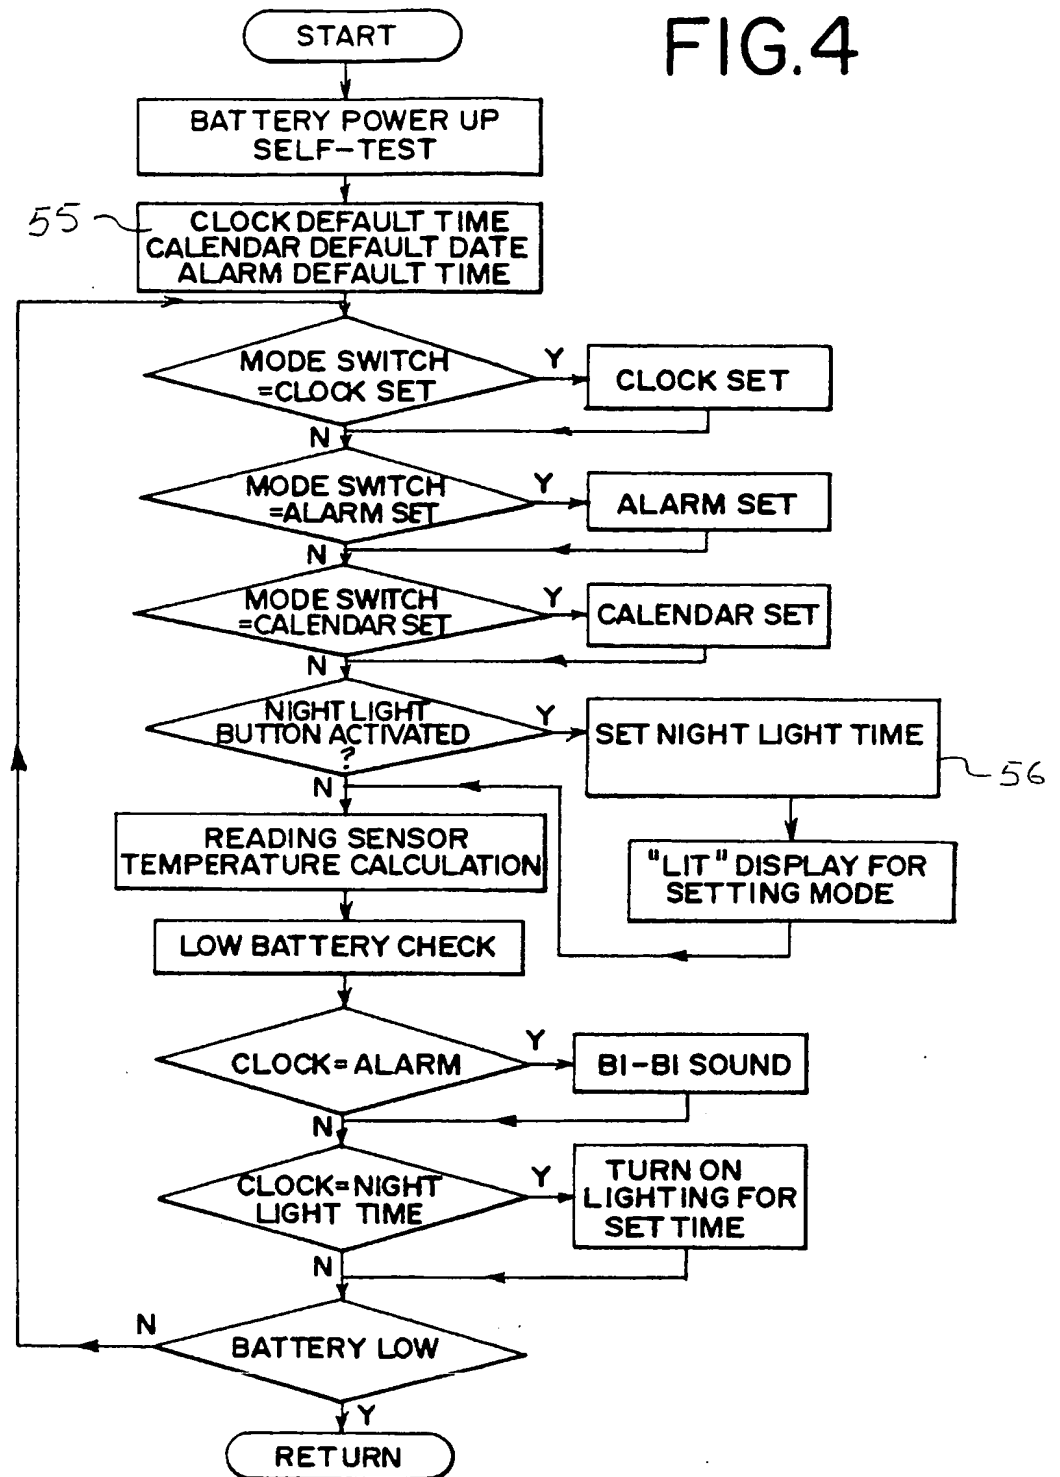 START
FIG.4
BATTERY POWER UP
SELF-TEST
55
CLOCK DEFAULT TIME
CALENDAR DEFAULT DATE
ALARM DEFAULT TIME
MODE SWITCH
=CLOCK SET
Y
CLOCK SET
N
MODE SWITCH
=ALARM SET
Y
ALARM SET
N
MODE SWITCH
=CALENDAR SET
Y
CALENDAR SET
N
NIGHT LIGHT
BUTTON ACTIVATED
?
Y
SET NIGHT LIGHT TIME
56
N
READING SENSOR
TEMPERATURE CALCULATION
"LIT" DISPLAY FOR
SETTING MODE
LOW BATTERY CHECK
CLOCK=ALARM
Y
BI-BI SOUND
N
CLOCK=NIGHT
LIGHT TIME
Y
TURN ON
LIGHTING FOR
SET TIME
N
BATTERY LOW
N
Y
RETURN